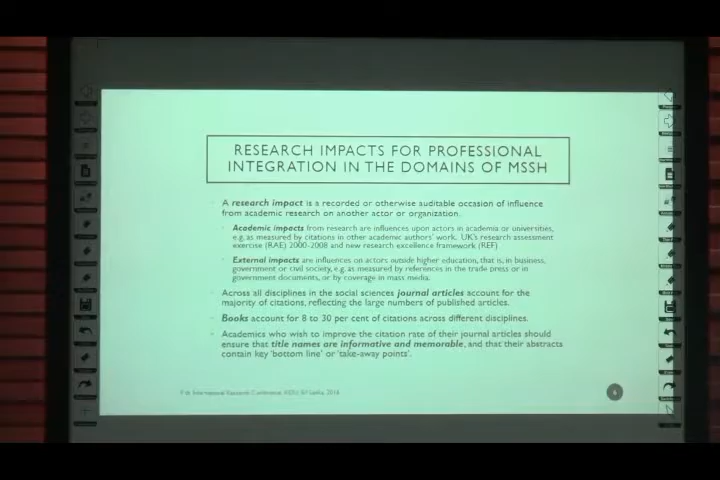 RESEARCH IMPACTS FOR PROFESSIONAL
INTEGRATION IN THE DOMAINS OF MSSH
A research impact is a recorded or otherwise auditable occasion of influence
from academic research on another actor or organization.
Academic impacts from research are influences upon actors in academia or universities,
e.g. as measured by citations in other academic authors' work. UK's research assessment
exercise (RAE) 2000-2008 and new research excellence framework (REF)
External impacts are influences on actors outside higher education, that is, in business,
government or civil society, e.g. as measured by references in the trade press or in
government documents, or by coverage in mass media.
Across all disciplines in the social sciences journal articles account for the
majority of citations, reflecting the large numbers of published articles.
Books account for 8 to 30 per cent of citations across different disciplines.
Academics who wish to improve the citation rate of their journal articles should
ensure that title names are informative and memorable, and that their abstracts
contain key 'bottom line' or 'take-away points'.
International Research Conference, KDU, Sri Lanka, 2016